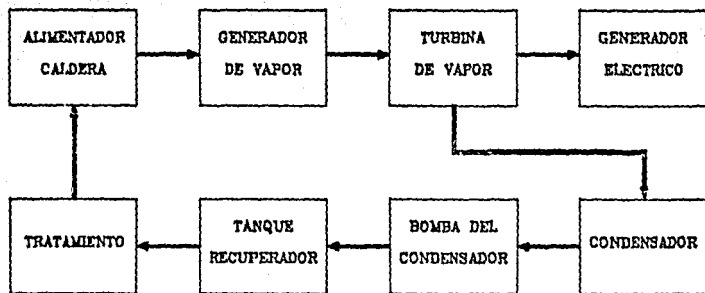 ALIMENTADOR
CALDERA
GENERADOR
DE VAPOR
TURBINA
DE VAPOR
GENERADOR
ELECTRICO
TRATAMIENTO
TANQUE
RECUPERADOR
BOMBA DEL
CONDENSADOR
CONDENSADOR